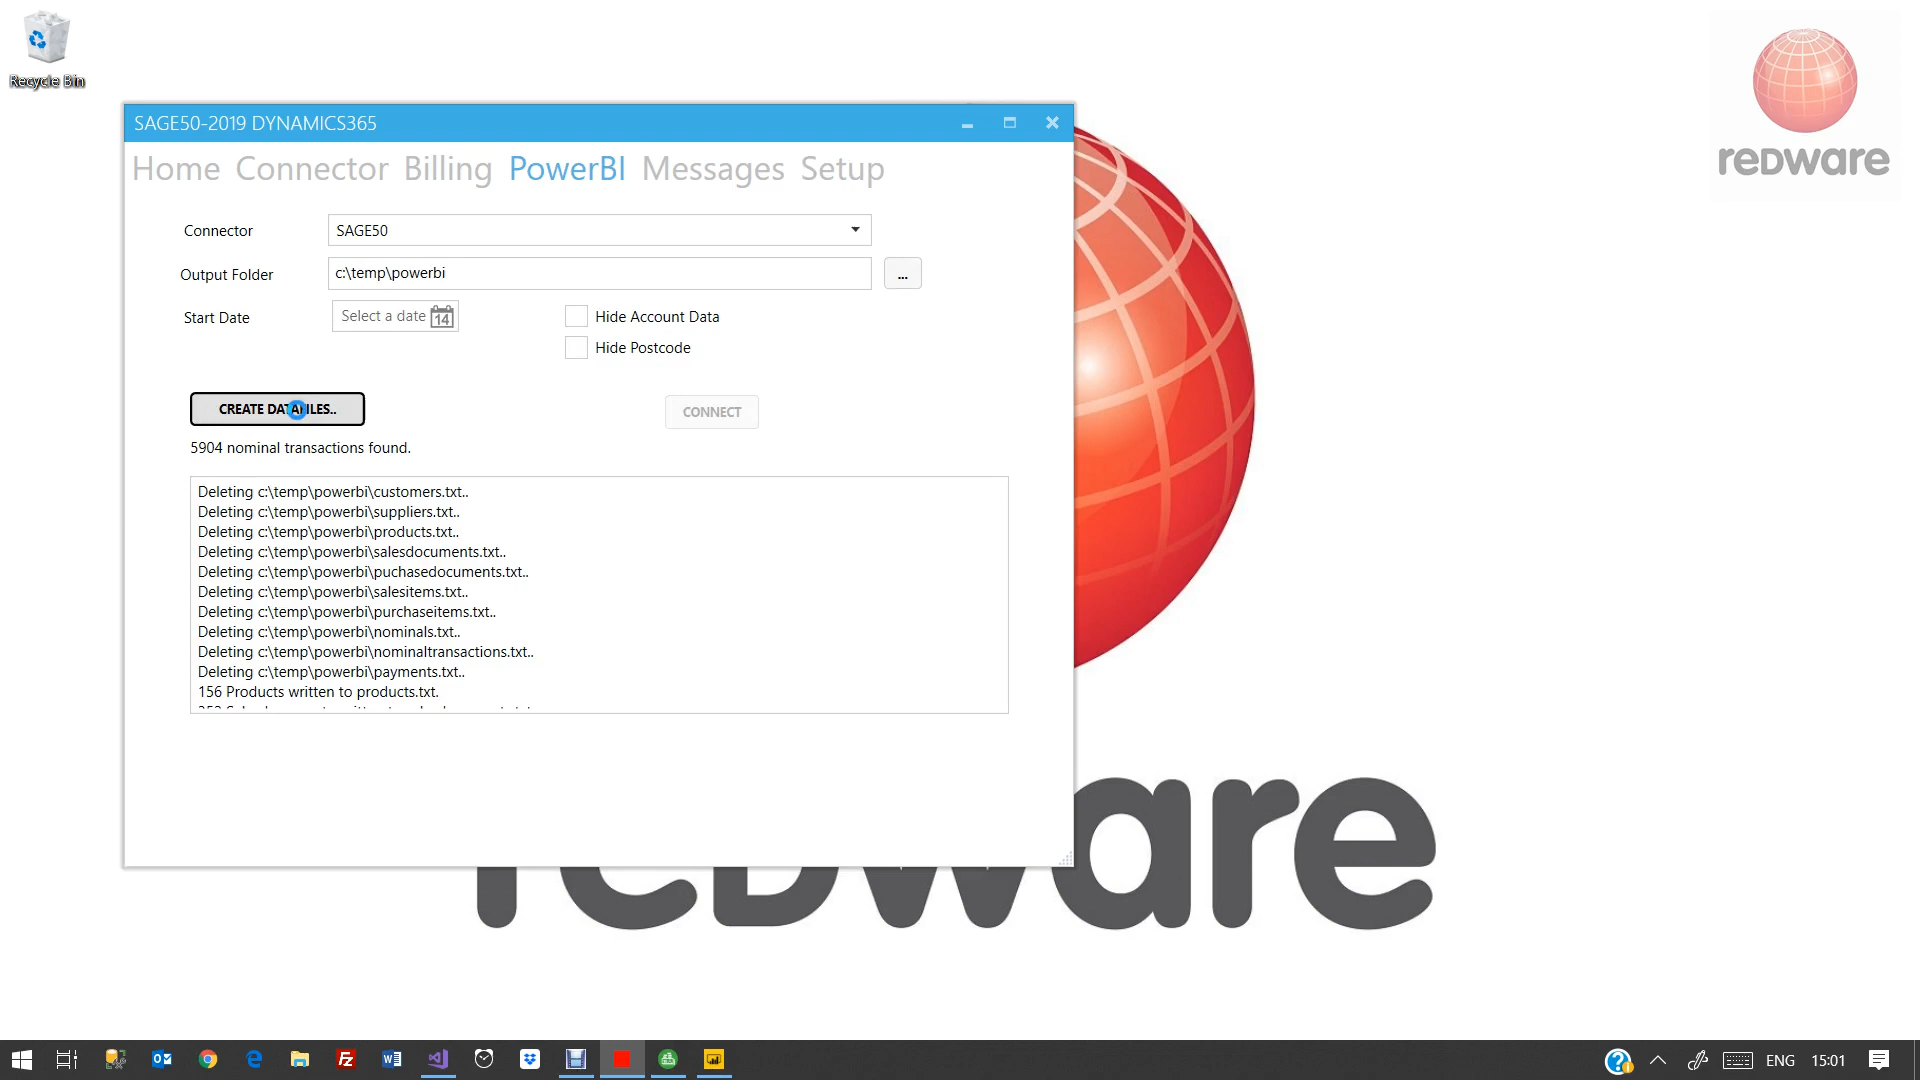 Recycle Bin
redware
SAGE50-2019 DYNAMICS365
Home Connector Billing PowerBI Messages Setup
Connector SAGE50
Output Folder c:\temp\powerbi ...
Start Date Select a date 14 Hide Account Data
Hide Postcode
CREATE DATAFILES.. CONNECT
5904 nominal transactions found.
Deleting c:\temp\powerbi\customers.txt..
Deleting c:\temp\powerbi\suppliers.txt..
Deleting c:\temp\powerbi\products.txt..
Deleting c:\temp\powerbi\salesdocuments.txt..
Deleting c:\temp\powerbi\puchasedocuments.txt..
Deleting c:\temp\powerbi\salesitems.txt..
Deleting c:\temp\powerbi\purchaseitems.txt..
Deleting c:\temp\powerbi\nominals.txt..
Deleting c:\temp\powerbi\nominaltransactions.txt..
Deleting c:\temp\powerbi\payments.txt..
156 Products written to products.txt.
redware
ENG 15:01